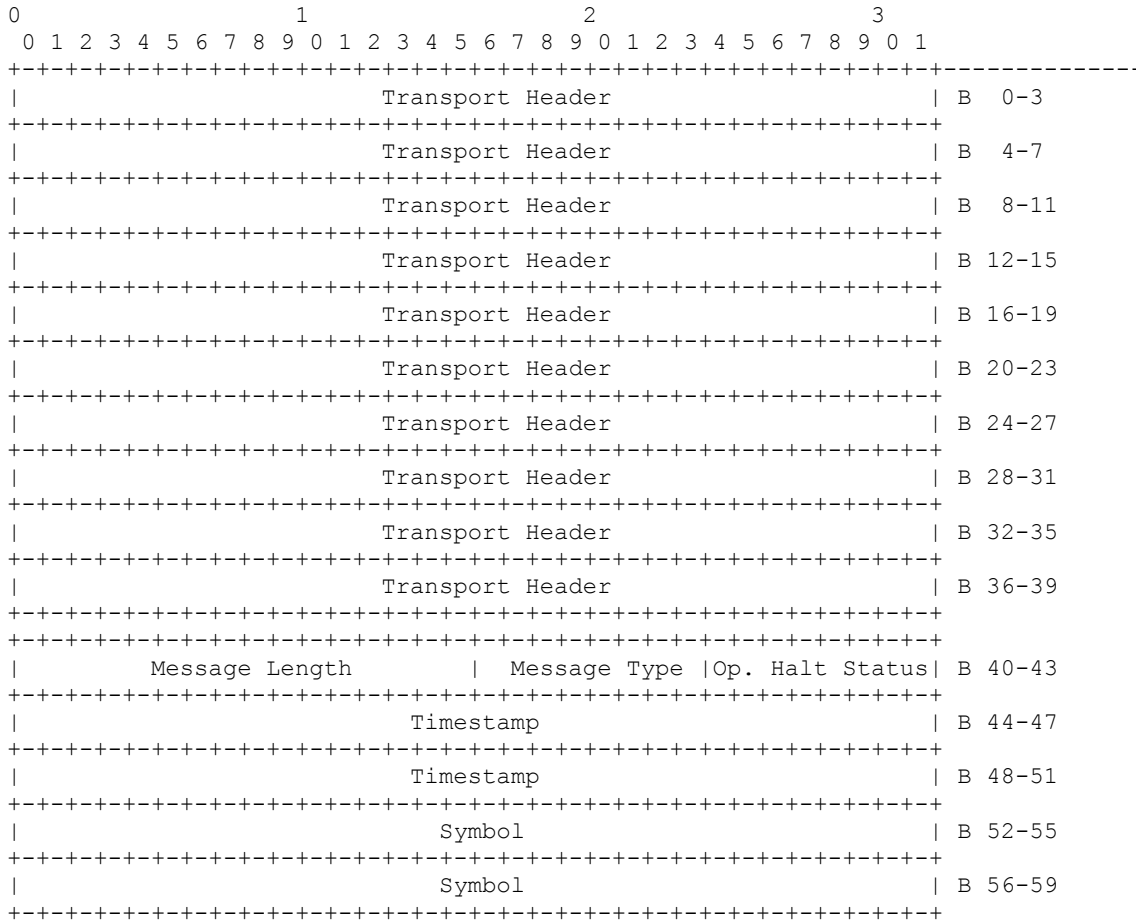 0                   1                   2                   3
 0 1 2 3 4 5 6 7 8 9 0 1 2 3 4 5 6 7 8 9 0 1 2 3 4 5 6 7 8 9 0 1
+-+-+-+-+-+-+-+-+-+-+-+-+-+-+-+-+-+-+-+-+-+-+-+-+-+-+-+-+-+-+-+-+--------------
|                         Transport Header                      | B  0-3
+-+-+-+-+-+-+-+-+-+-+-+-+-+-+-+-+-+-+-+-+-+-+-+-+-+-+-+-+-+-+-+-+
|                         Transport Header                      | B  4-7
+-+-+-+-+-+-+-+-+-+-+-+-+-+-+-+-+-+-+-+-+-+-+-+-+-+-+-+-+-+-+-+-+
|                         Transport Header                      | B  8-11
+-+-+-+-+-+-+-+-+-+-+-+-+-+-+-+-+-+-+-+-+-+-+-+-+-+-+-+-+-+-+-+-+
|                         Transport Header                      | B 12-15
+-+-+-+-+-+-+-+-+-+-+-+-+-+-+-+-+-+-+-+-+-+-+-+-+-+-+-+-+-+-+-+-+
|                         Transport Header                      | B 16-19
+-+-+-+-+-+-+-+-+-+-+-+-+-+-+-+-+-+-+-+-+-+-+-+-+-+-+-+-+-+-+-+-+
|                         Transport Header                      | B 20-23
+-+-+-+-+-+-+-+-+-+-+-+-+-+-+-+-+-+-+-+-+-+-+-+-+-+-+-+-+-+-+-+-+
|                         Transport Header                      | B 24-27
+-+-+-+-+-+-+-+-+-+-+-+-+-+-+-+-+-+-+-+-+-+-+-+-+-+-+-+-+-+-+-+-+
|                         Transport Header                      | B 28-31
+-+-+-+-+-+-+-+-+-+-+-+-+-+-+-+-+-+-+-+-+-+-+-+-+-+-+-+-+-+-+-+-+
|                         Transport Header                      | B 32-35
+-+-+-+-+-+-+-+-+-+-+-+-+-+-+-+-+-+-+-+-+-+-+-+-+-+-+-+-+-+-+-+-+
|                         Transport Header                      | B 36-39
+-+-+-+-+-+-+-+-+-+-+-+-+-+-+-+-+-+-+-+-+-+-+-+-+-+-+-+-+-+-+-+-+
+-+-+-+-+-+-+-+-+-+-+-+-+-+-+-+-+-+-+-+-+-+-+-+-+-+-+-+-+-+-+-+-+
|         Message Length        |  Message Type |Op. Halt Status| B 40-43
+-+-+-+-+-+-+-+-+-+-+-+-+-+-+-+-+-+-+-+-+-+-+-+-+-+-+-+-+-+-+-+-+
|                           Timestamp                           | B 44-47
+-+-+-+-+-+-+-+-+-+-+-+-+-+-+-+-+-+-+-+-+-+-+-+-+-+-+-+-+-+-+-+-+
|                           Timestamp                           | B 48-51
+-+-+-+-+-+-+-+-+-+-+-+-+-+-+-+-+-+-+-+-+-+-+-+-+-+-+-+-+-+-+-+-+
|                             Symbol                            | B 52-55
+-+-+-+-+-+-+-+-+-+-+-+-+-+-+-+-+-+-+-+-+-+-+-+-+-+-+-+-+-+-+-+-+
|                             Symbol                            | B 56-59
+-+-+-+-+-+-+-+-+-+-+-+-+-+-+-+-+-+-+-+-+-+-+-+-+-+-+-+-+-+-+-+-+